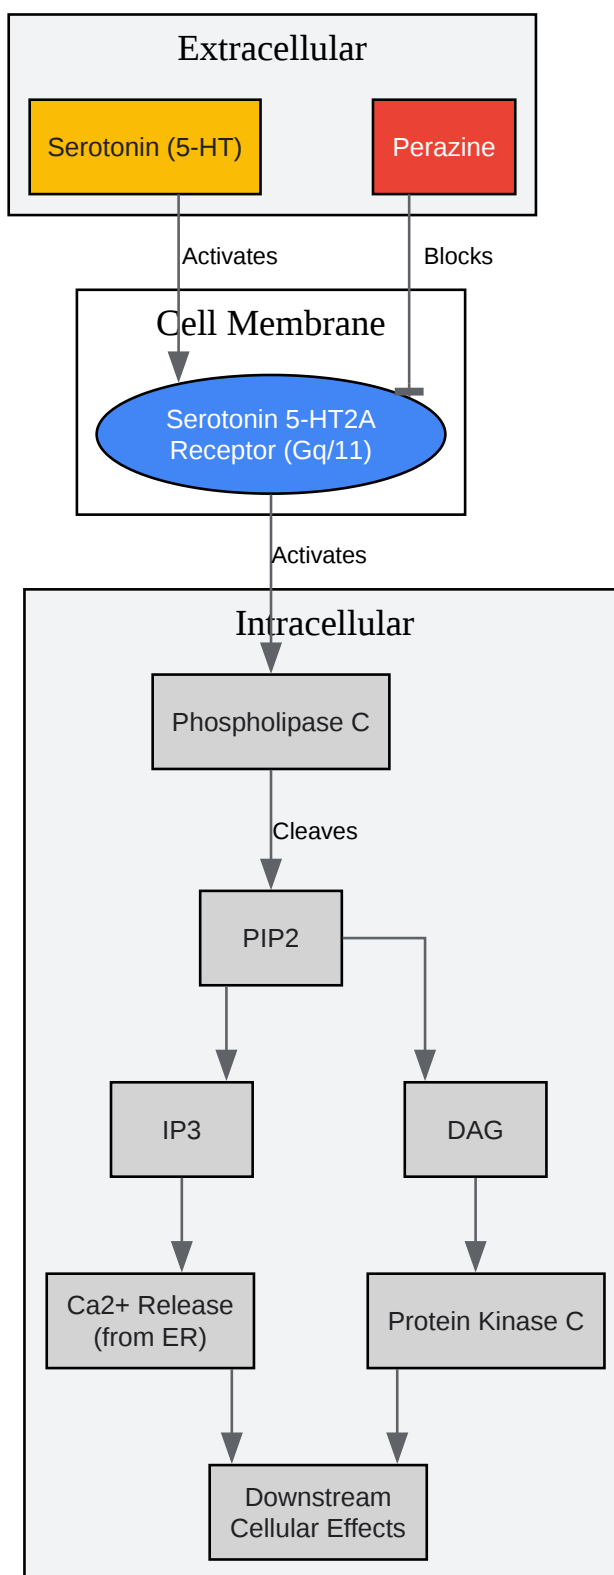 Extracellular
Serotonin (5-HT)
Perazine
Activates
Blocks
Cell Membrane
Serotonin 5-HT2A
Receptor (Gq/11)
Activates
Intracellular
Phospholipase C
Cleaves
PIP2
IP3
DAG
Ca2+ Release
(from ER)
Protein Kinase C
Downstream
Cellular Effects